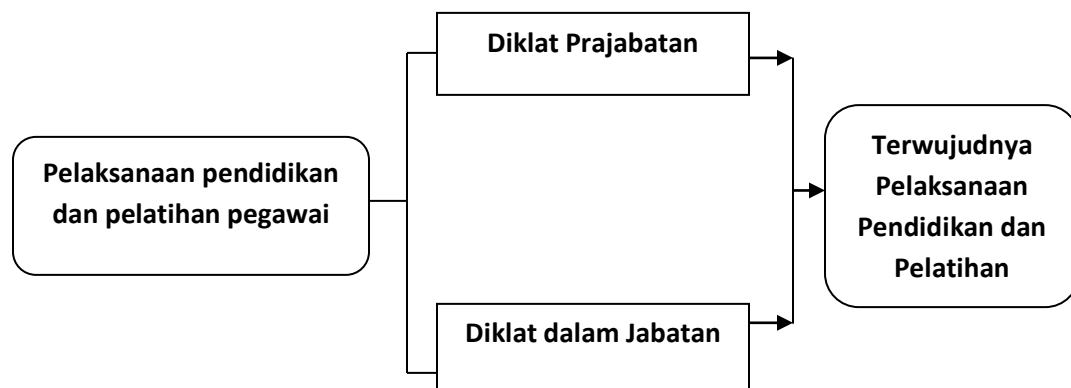 Diklat Prajabatan
Pelaksanaan pendidikan
dan pelatihan pegawai
Terwujudnya
Pelaksanaan
Pendidikan dan
Pelatihan
Diklat dalam Jabatan